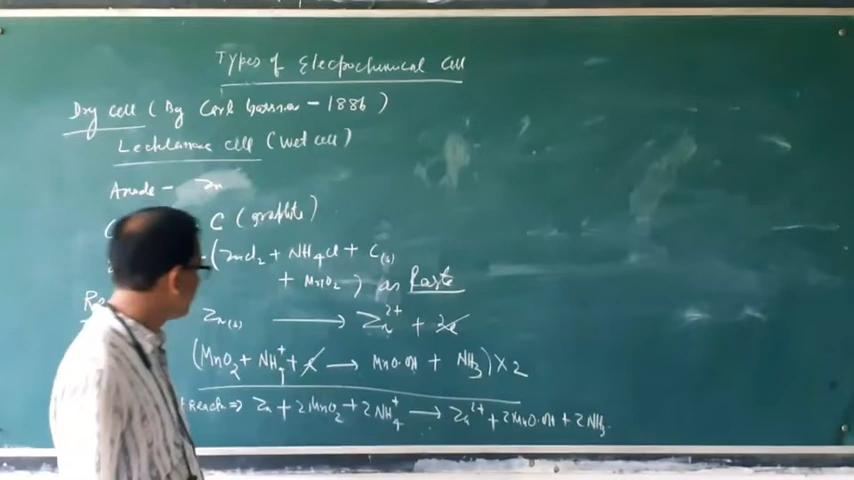 Types of Electrochemical Cell
Dry cell (By Carl Gassner - 1886)
Lechlanche cell (Wet cell)
Anode - Zn
C (graphite)
(ZnCl₂ + NH₄Cl + C(s)
+ MnO₂) as Paste
Zn(s) ⟶ Zn²⁺ + 2e
(MnO₂ + NH₄⁺ + e ⟶ MnO·OH + NH₃) × 2
Reach ⇒ Zn + 2MnO₂ + 2NH₄⁺ ⟶ Zn²⁺ + 2MnO·OH + 2NH₃